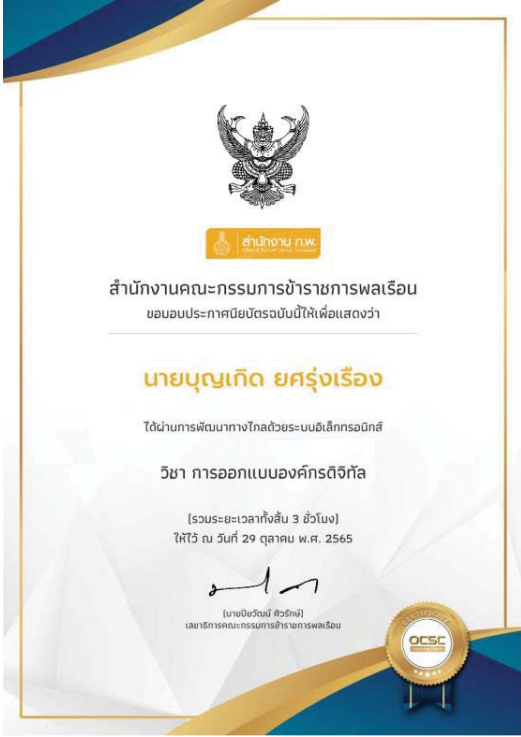 สำนักงาน ก.พ.
สำนักงานคณะกรรมการข้าราชการพลเรือน
ขอมอบประกาศนียบัตรฉบับนี้ให้เพื่อแสดงว่า
นายบุญเกิด ยศรุ่งเรือง
ได้ผ่านการพัฒนาทางไกลด้วยระบบอิเล็กทรอนิกส์
วิชา การออกแบบองค์กรดิจิทัล
(รวมระยะเวลาทั้งสิ้น 3 ชั่วโมง)
ให้ไว้ ณ วันที่ 29 ตุลาคม พ.ศ. 2565
(นายปิยวัฒน์ ศิวรักษ์)
เลขาธิการคณะกรรมการข้าราชการพลเรือน
CERTIFICATE
OCSC